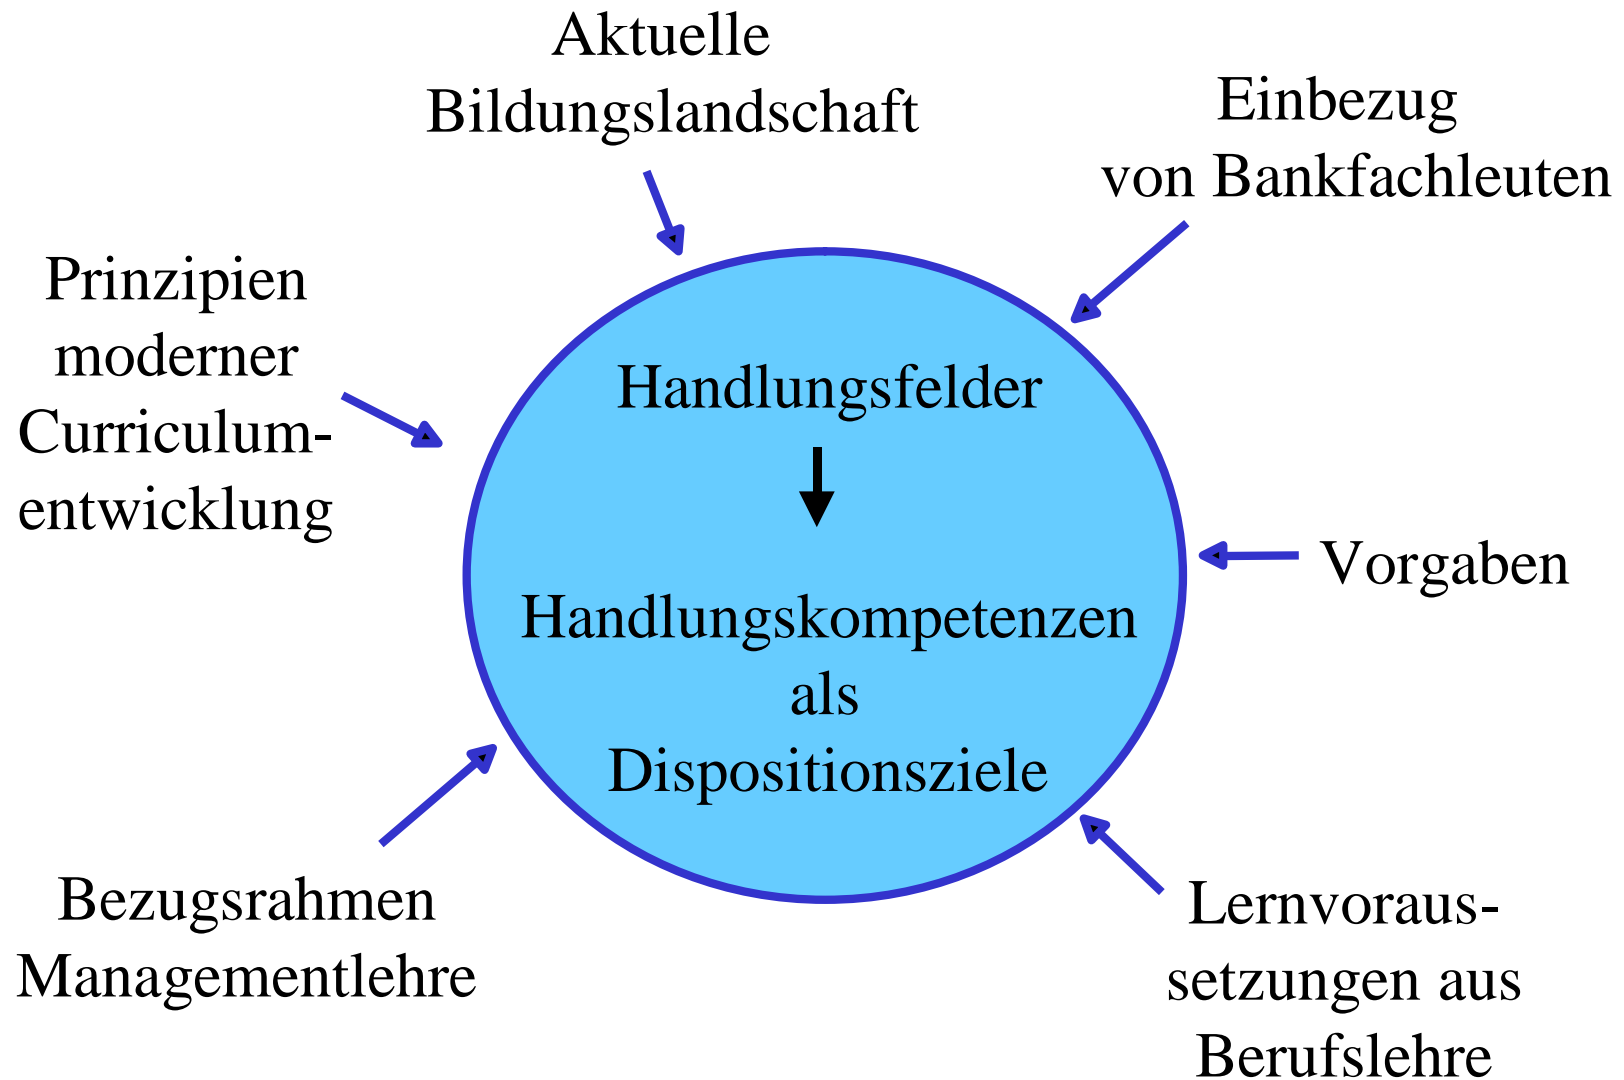 Aktuelle
Bildungslandschaft
Einbezug
von Bankfachleuten
Prinzipien
moderner
Curriculum-
entwicklung
Handlungsfelder
Handlungskompetenzen
als
Dispositionsziele
Vorgaben
Bezugsrahmen
Managementlehre
Lernvoraus-
setzungen aus
Berufslehre